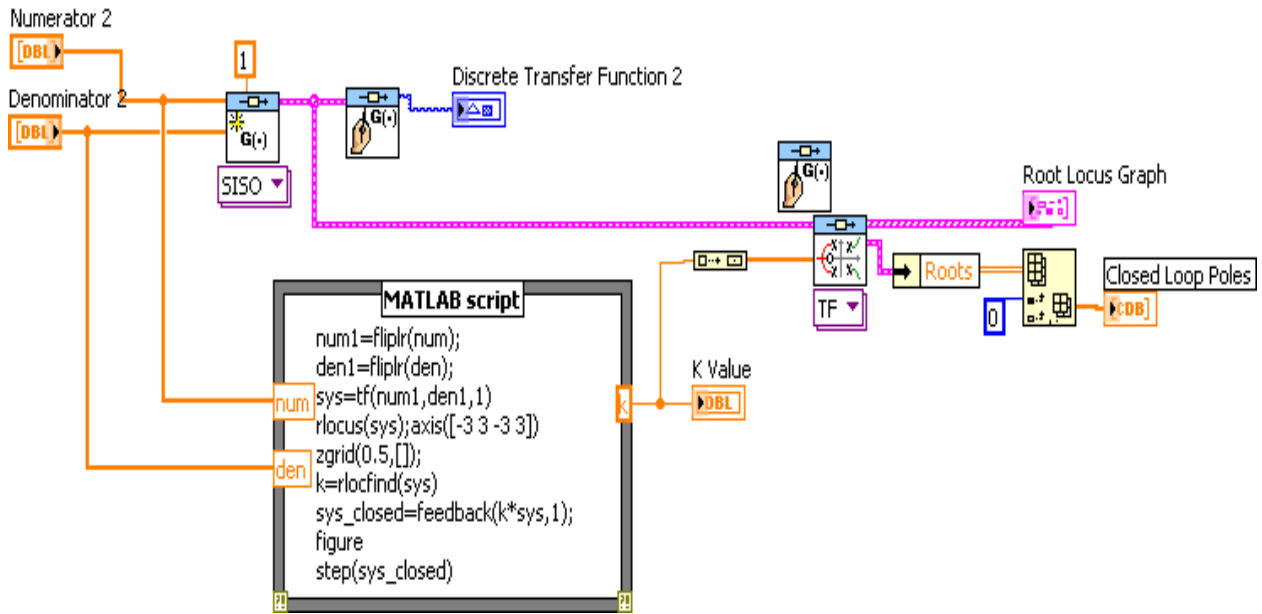 Numerator 2
[DBL]
1
Denominator 2
[DBL]
G(·)
SISO
G(·)
Discrete Transfer Function 2
G(·)
Root Locus Graph
TF
Roots
0
Closed Loop Poles
CDB]
MATLAB script
num1=fliplr(num);
den1=fliplr(den);
sys=tf(num1,den1,1)
rlocus(sys);axis([-3 3 -3 3])
zgrid(0.5,[]);
k=rlocfind(sys)
sys_closed=feedback(k*sys,1);
figure
step(sys_closed)
num
den
k
K Value
DBL